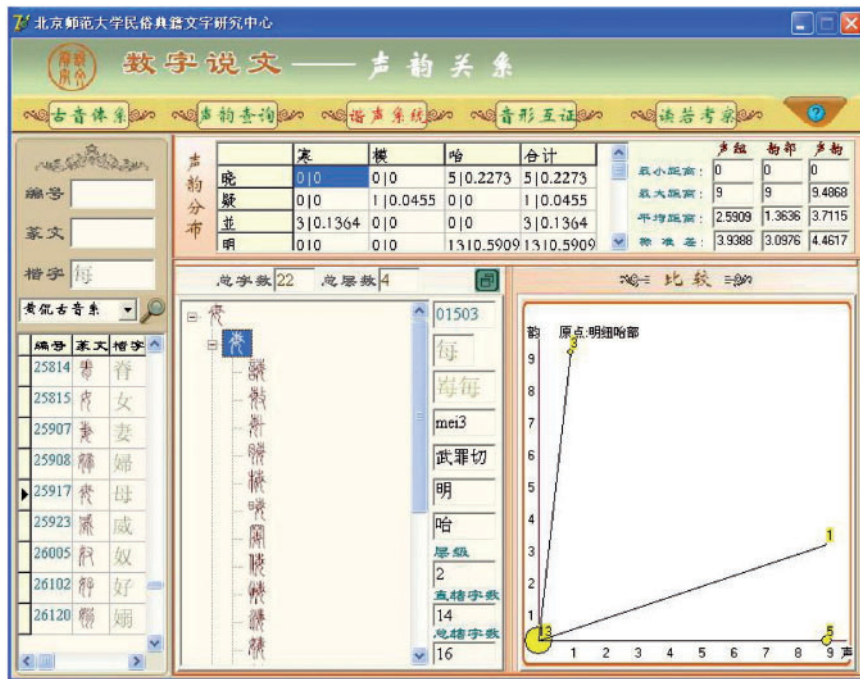 北京师范大学民俗典籍文字研究中心
数字说文——声韵关系
古音体系
声韵查询
谐声系统
音形互证
读若考察
?
编号
篆文
楷字 每
黄侃古音系
编号 篆文 楷字
25814 脊
25815 女
25907 妻
25908 婦
25917 母
25923 威
26005 奴
26102 好
26120 嫋
声韵分布
寒 模 咍 合计
晓 0|0 0|0 5|0.2273 5|0.2273
疑 0|0 1|0.0455 0|0 1|0.0455
並 3|0.1364 0|0 0|0 3|0.1364
明 0|0 0|0 13|0.5909 13|0.5909
声纽 韵部 声韵
最小距离: 0 0 0
最大距离: 9 9 9.4868
平均距离: 2.5909 1.3636 3.7115
标准差: 3.9388 3.0976 4.4617
总字数 22 总层数 4
01503
每
mei3
武罪切
明
咍
层级
2
直辖字数
14
总辖字数
16
比较
韵 原点:明纽咍部
3
9
8
7
6
5
4
3
2
1
1
13
5
1 2 3 4 5 6 7 8 9 声